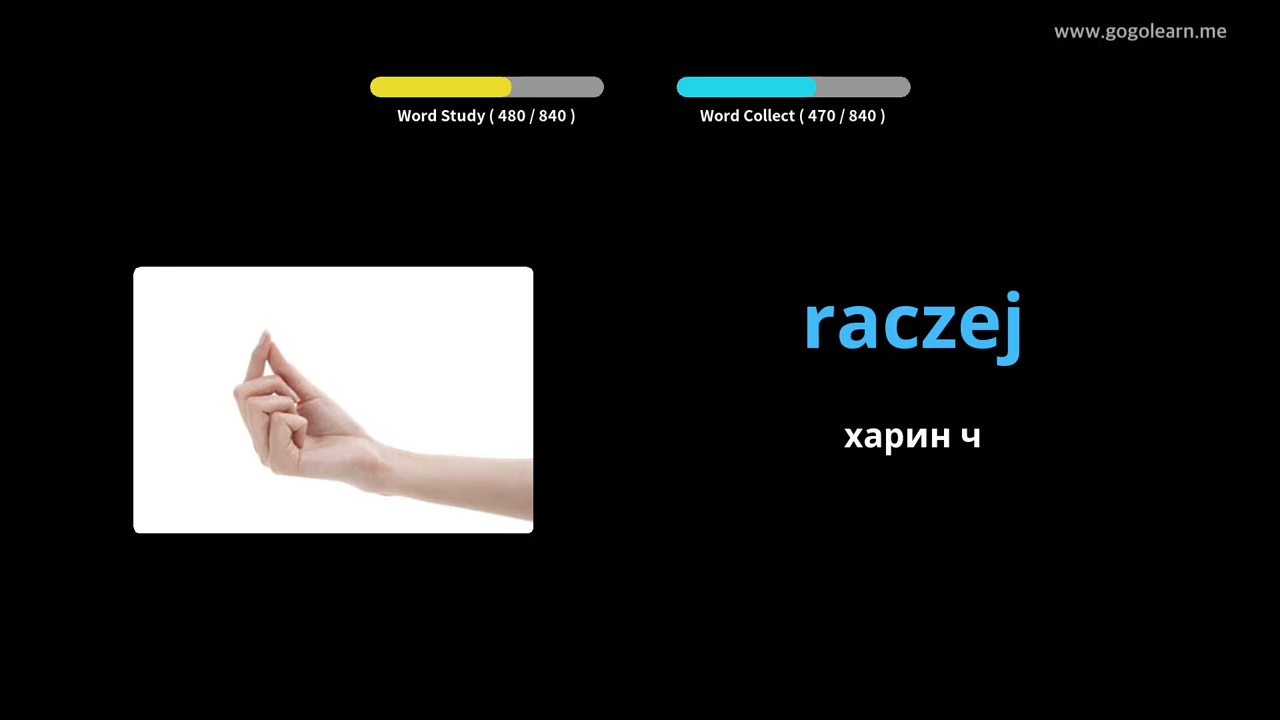 www.gogolearn.me
Word Study ( 480 / 840 )
Word Collect ( 470 / 840 )
raczej
харин ч